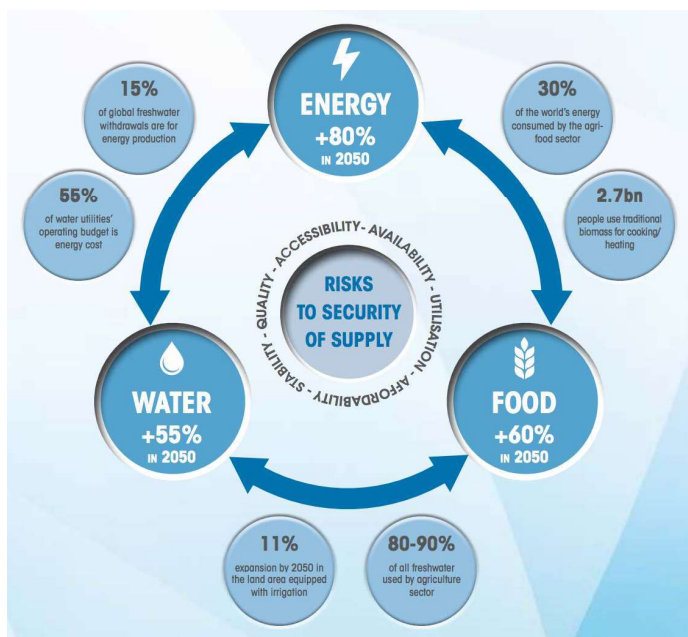 ENERGY
+80%
IN 2050
15%
of global freshwater
withdrawals are for
energy production
55%
of water utilities'
operating budget is
energy cost
30%
of the world's energy
consumed by the agri-
food sector
2.7bn
people use traditional
biomass for cooking/
heating
RISKS
TO SECURITY
OF SUPPLY
QUALITY - ACCESSIBILITY - AVAILABILITY - UTILISATION - AFFORDABILITY - STABILITY -
WATER
+55%
IN 2050
FOOD
+60%
IN 2050
11%
expansion by 2050 in
the land area equipped
with irrigation
80-90%
of all freshwater
used by agriculture
sector